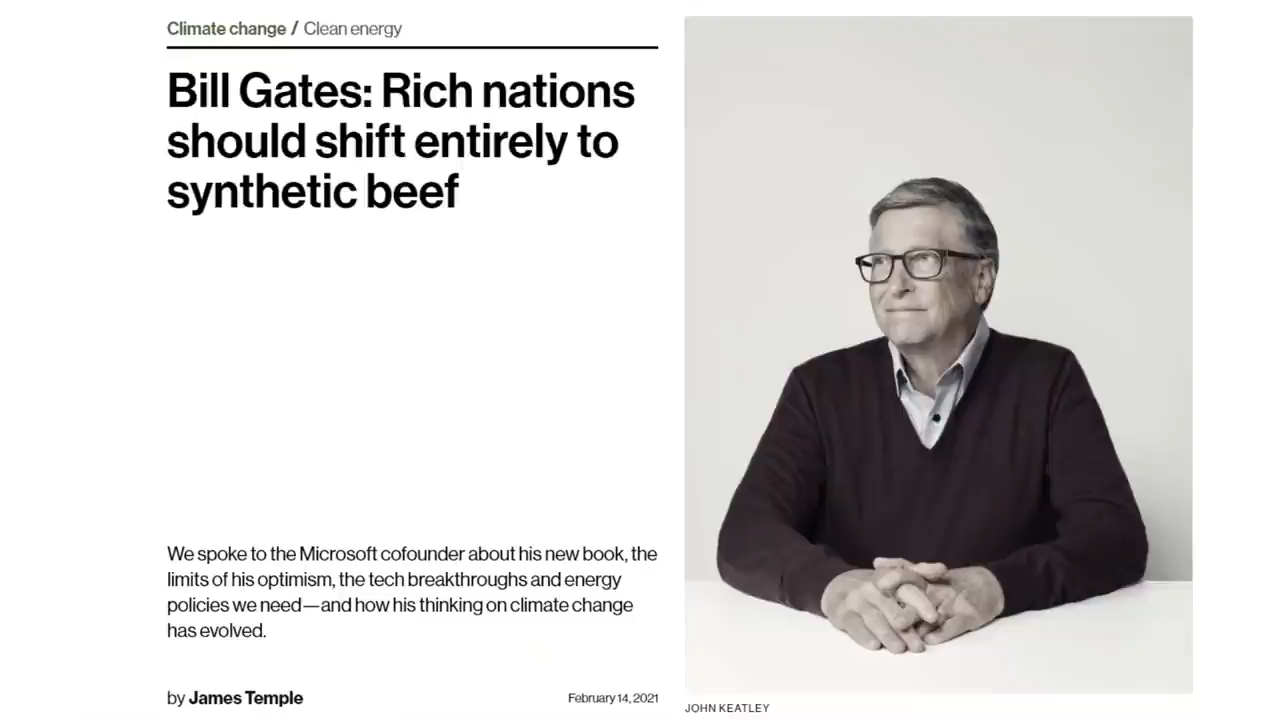 Climate change / Clean energy
Bill Gates: Rich nations
should shift entirely to
synthetic beef
We spoke to the Microsoft cofounder about his new book, the
limits of his optimism, the tech breakthroughs and energy
policies we need—and how his thinking on climate change
has evolved.
by James Temple
February 14, 2021
JOHN KEATLEY